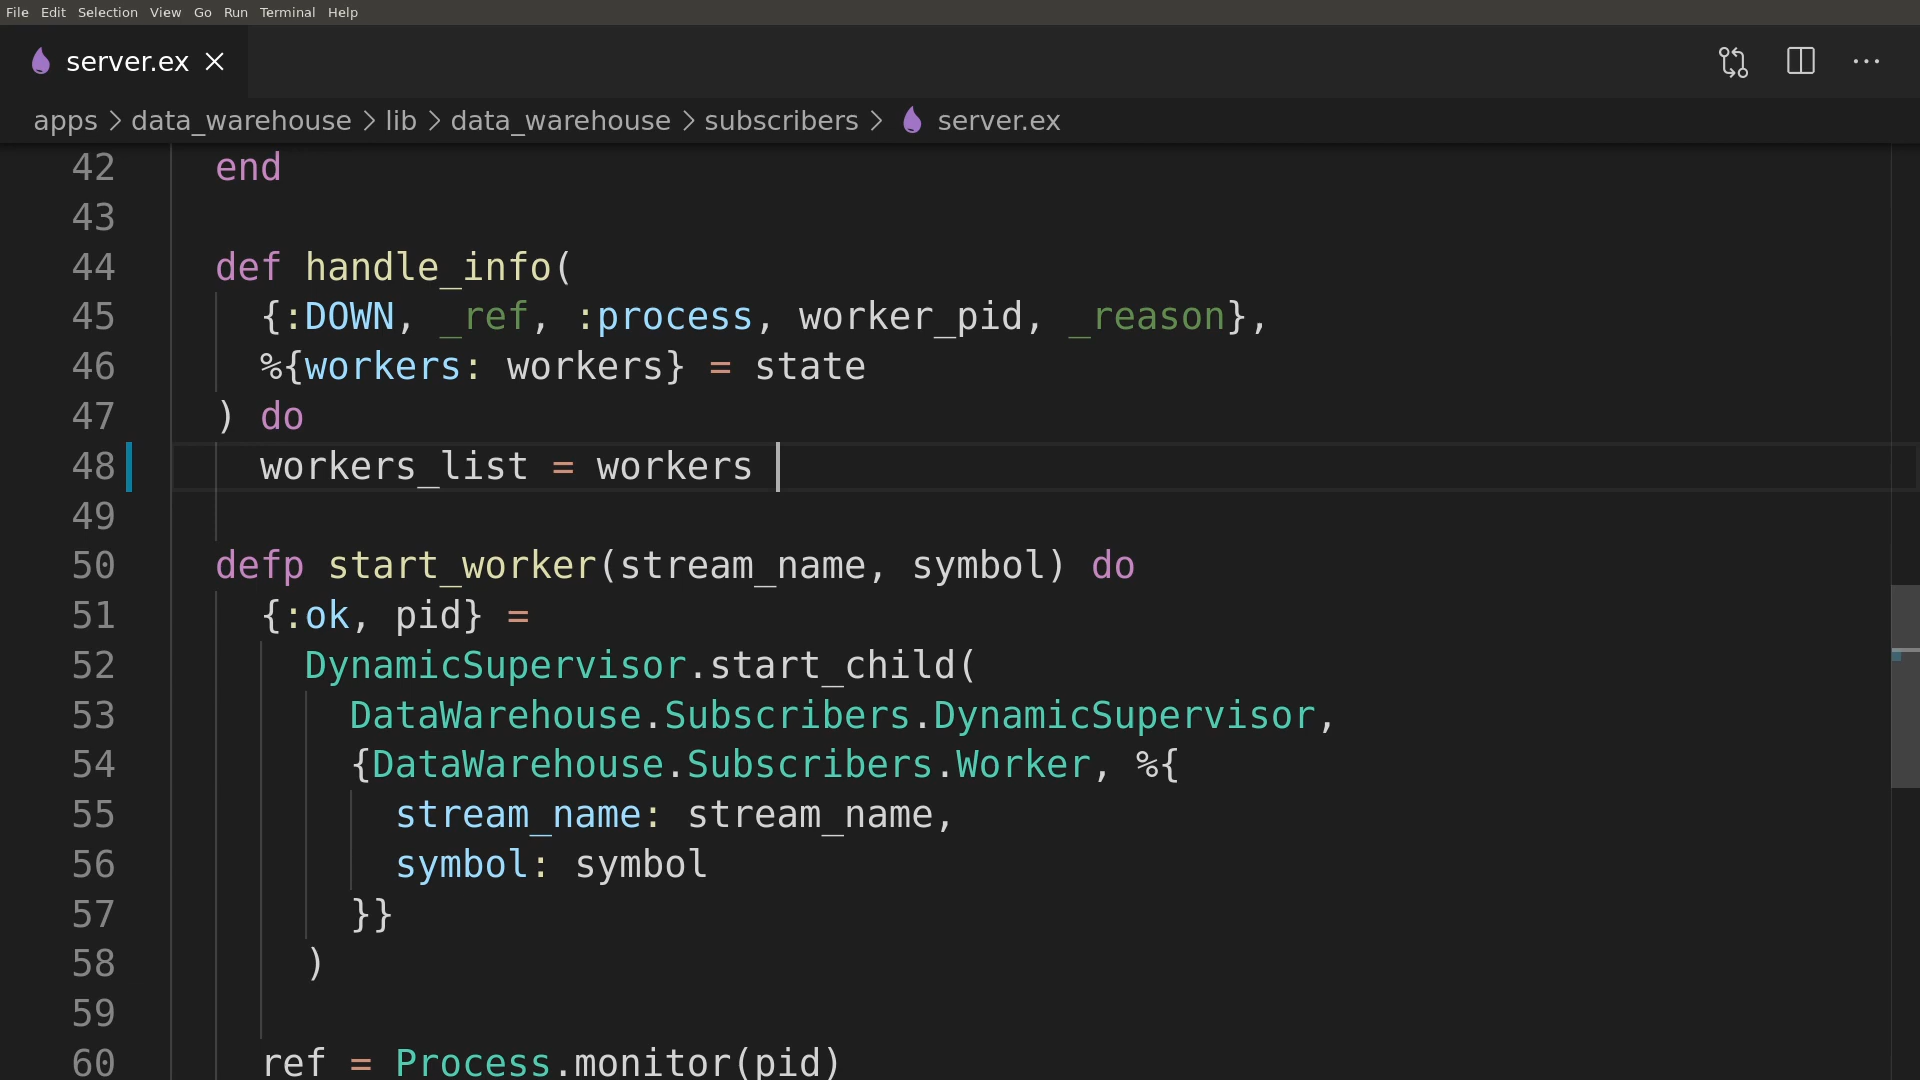 File Edit Selection View Go Run Terminal Help
server.ex
apps > data_warehouse > lib > data_warehouse > subscribers > server.ex
42 end
43
44 def handle_info(
45 {:DOWN, _ref, :process, worker_pid, _reason},
46 %{workers: workers} = state
47 ) do
48 workers_list = workers
49
50 defp start_worker(stream_name, symbol) do
51 {:ok, pid} =
52 DynamicSupervisor.start_child(
53 DataWarehouse.Subscribers.DynamicSupervisor,
54 {DataWarehouse.Subscribers.Worker, %{
55 stream_name: stream_name,
56 symbol: symbol
57 }}
58 )
59
60 ref = Process.monitor(pid)